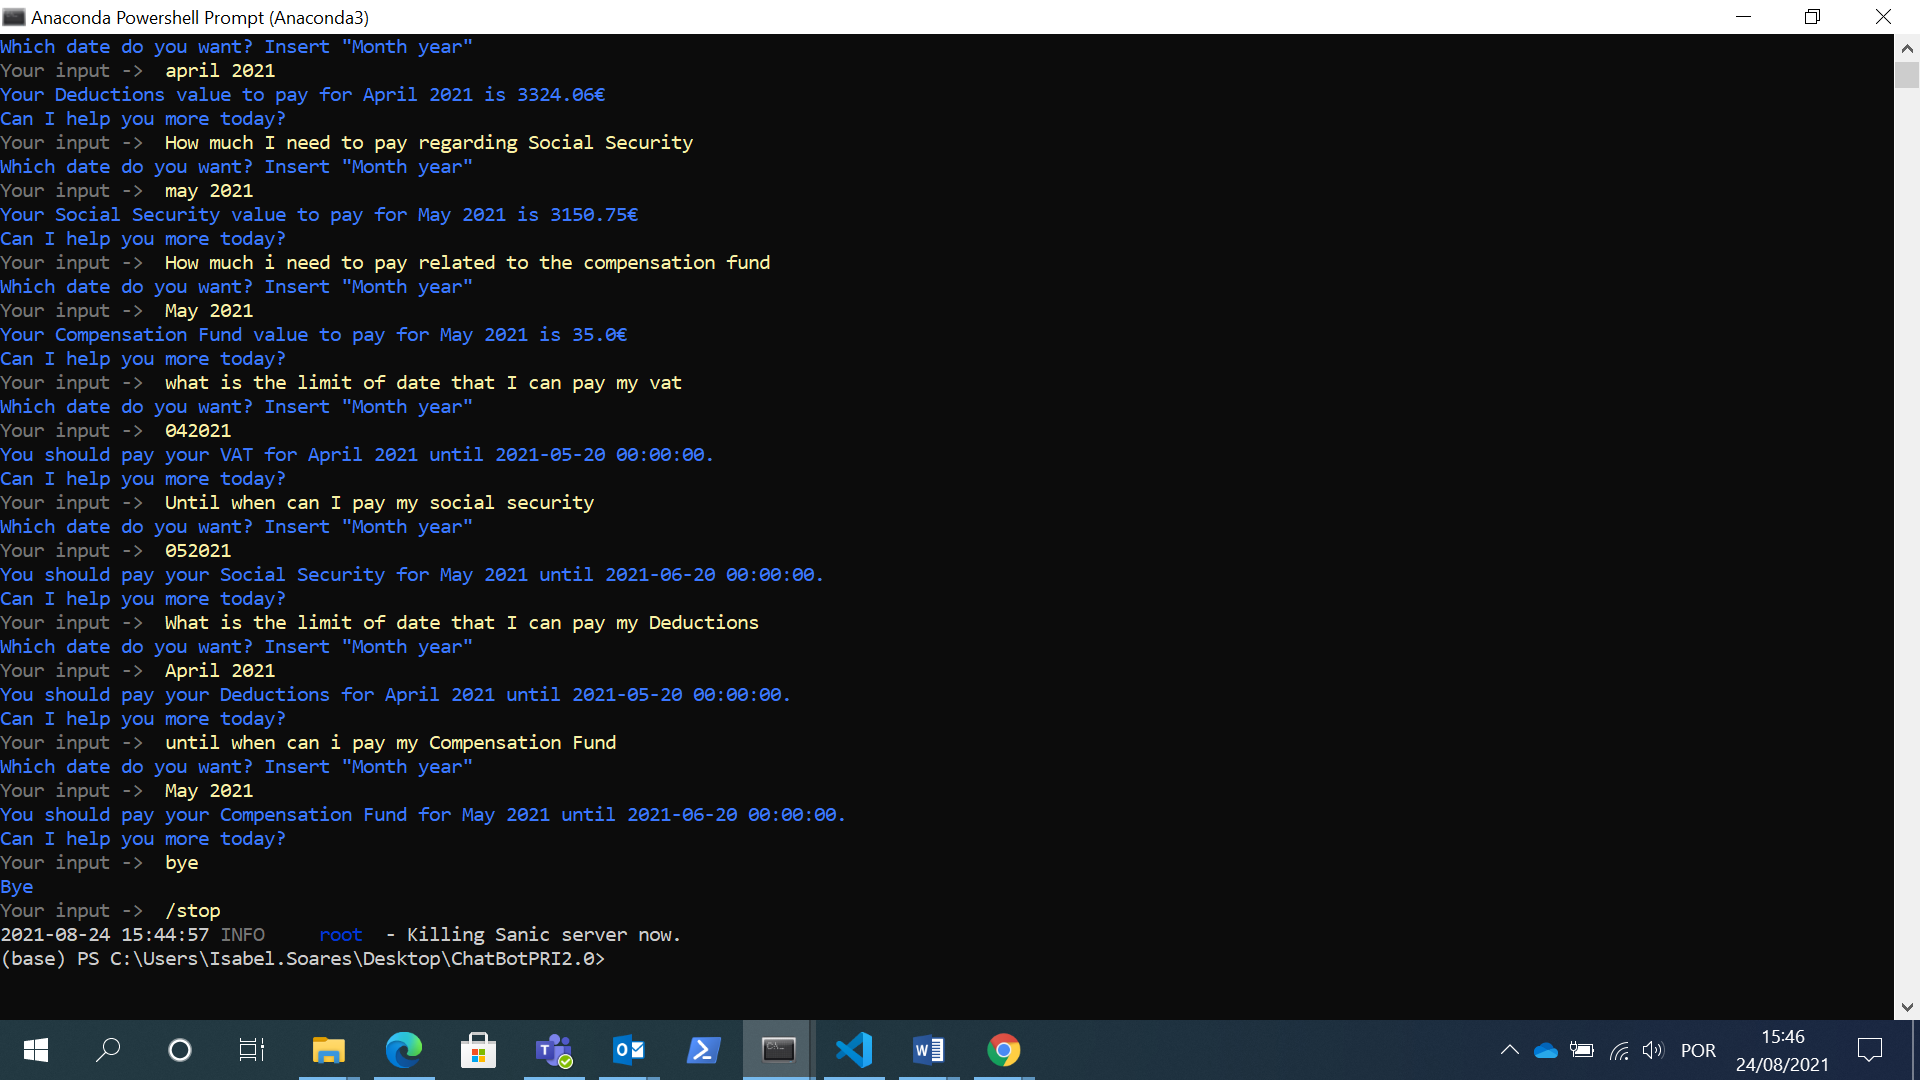 Anaconda Powershell Prompt (Anaconda3)
Which date do you want? Insert "Month year"
Your input ->  april 2021
Your Deductions value to pay for April 2021 is 3324.06€
Can I help you more today?
Your input ->  How much I need to pay regarding Social Security
Which date do you want? Insert "Month year"
Your input ->  may 2021
Your Social Security value to pay for May 2021 is 3150.75€
Can I help you more today?
Your input ->  How much i need to pay related to the compensation fund
Which date do you want? Insert "Month year"
Your input ->  May 2021
Your Compensation Fund value to pay for May 2021 is 35.0€
Can I help you more today?
Your input ->  what is the limit of date that I can pay my vat
Which date do you want? Insert "Month year"
Your input ->  042021
You should pay your VAT for April 2021 until 2021-05-20 00:00:00.
Can I help you more today?
Your input ->  Until when can I pay my social security
Which date do you want? Insert "Month year"
Your input ->  052021
You should pay your Social Security for May 2021 until 2021-06-20 00:00:00.
Can I help you more today?
Your input ->  What is the limit of date that I can pay my Deductions
Which date do you want? Insert "Month year"
Your input ->  April 2021
You should pay your Deductions for April 2021 until 2021-05-20 00:00:00.
Can I help you more today?
Your input ->  until when can i pay my Compensation Fund
Which date do you want? Insert "Month year"
Your input ->  May 2021
You should pay your Compensation Fund for May 2021 until 2021-06-20 00:00:00.
Can I help you more today?
Your input ->  bye
Bye
Your input ->  /stop
2021-08-24 15:44:57 INFO     root  - Killing Sanic server now.
(base) PS C:\Users\Isabel.Soares\Desktop\ChatBotPRI2.0>
POR
15:46
24/08/2021